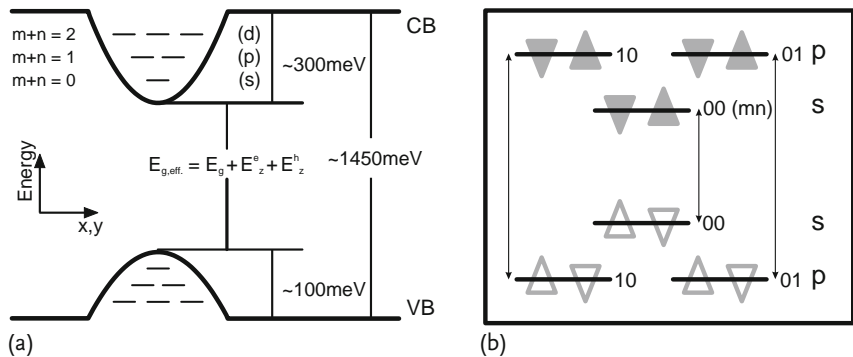 m+n = 2 (d) CB
m+n = 1 (p)
m+n = 0 (s)
~300meV
E_g,eff. = E_g + E^e_z + E^h_z
~1450meV
Energy
x,y
~100meV
VB
(a)
10 01 p
00 (mn) s
00 s
10 01 p
(b)